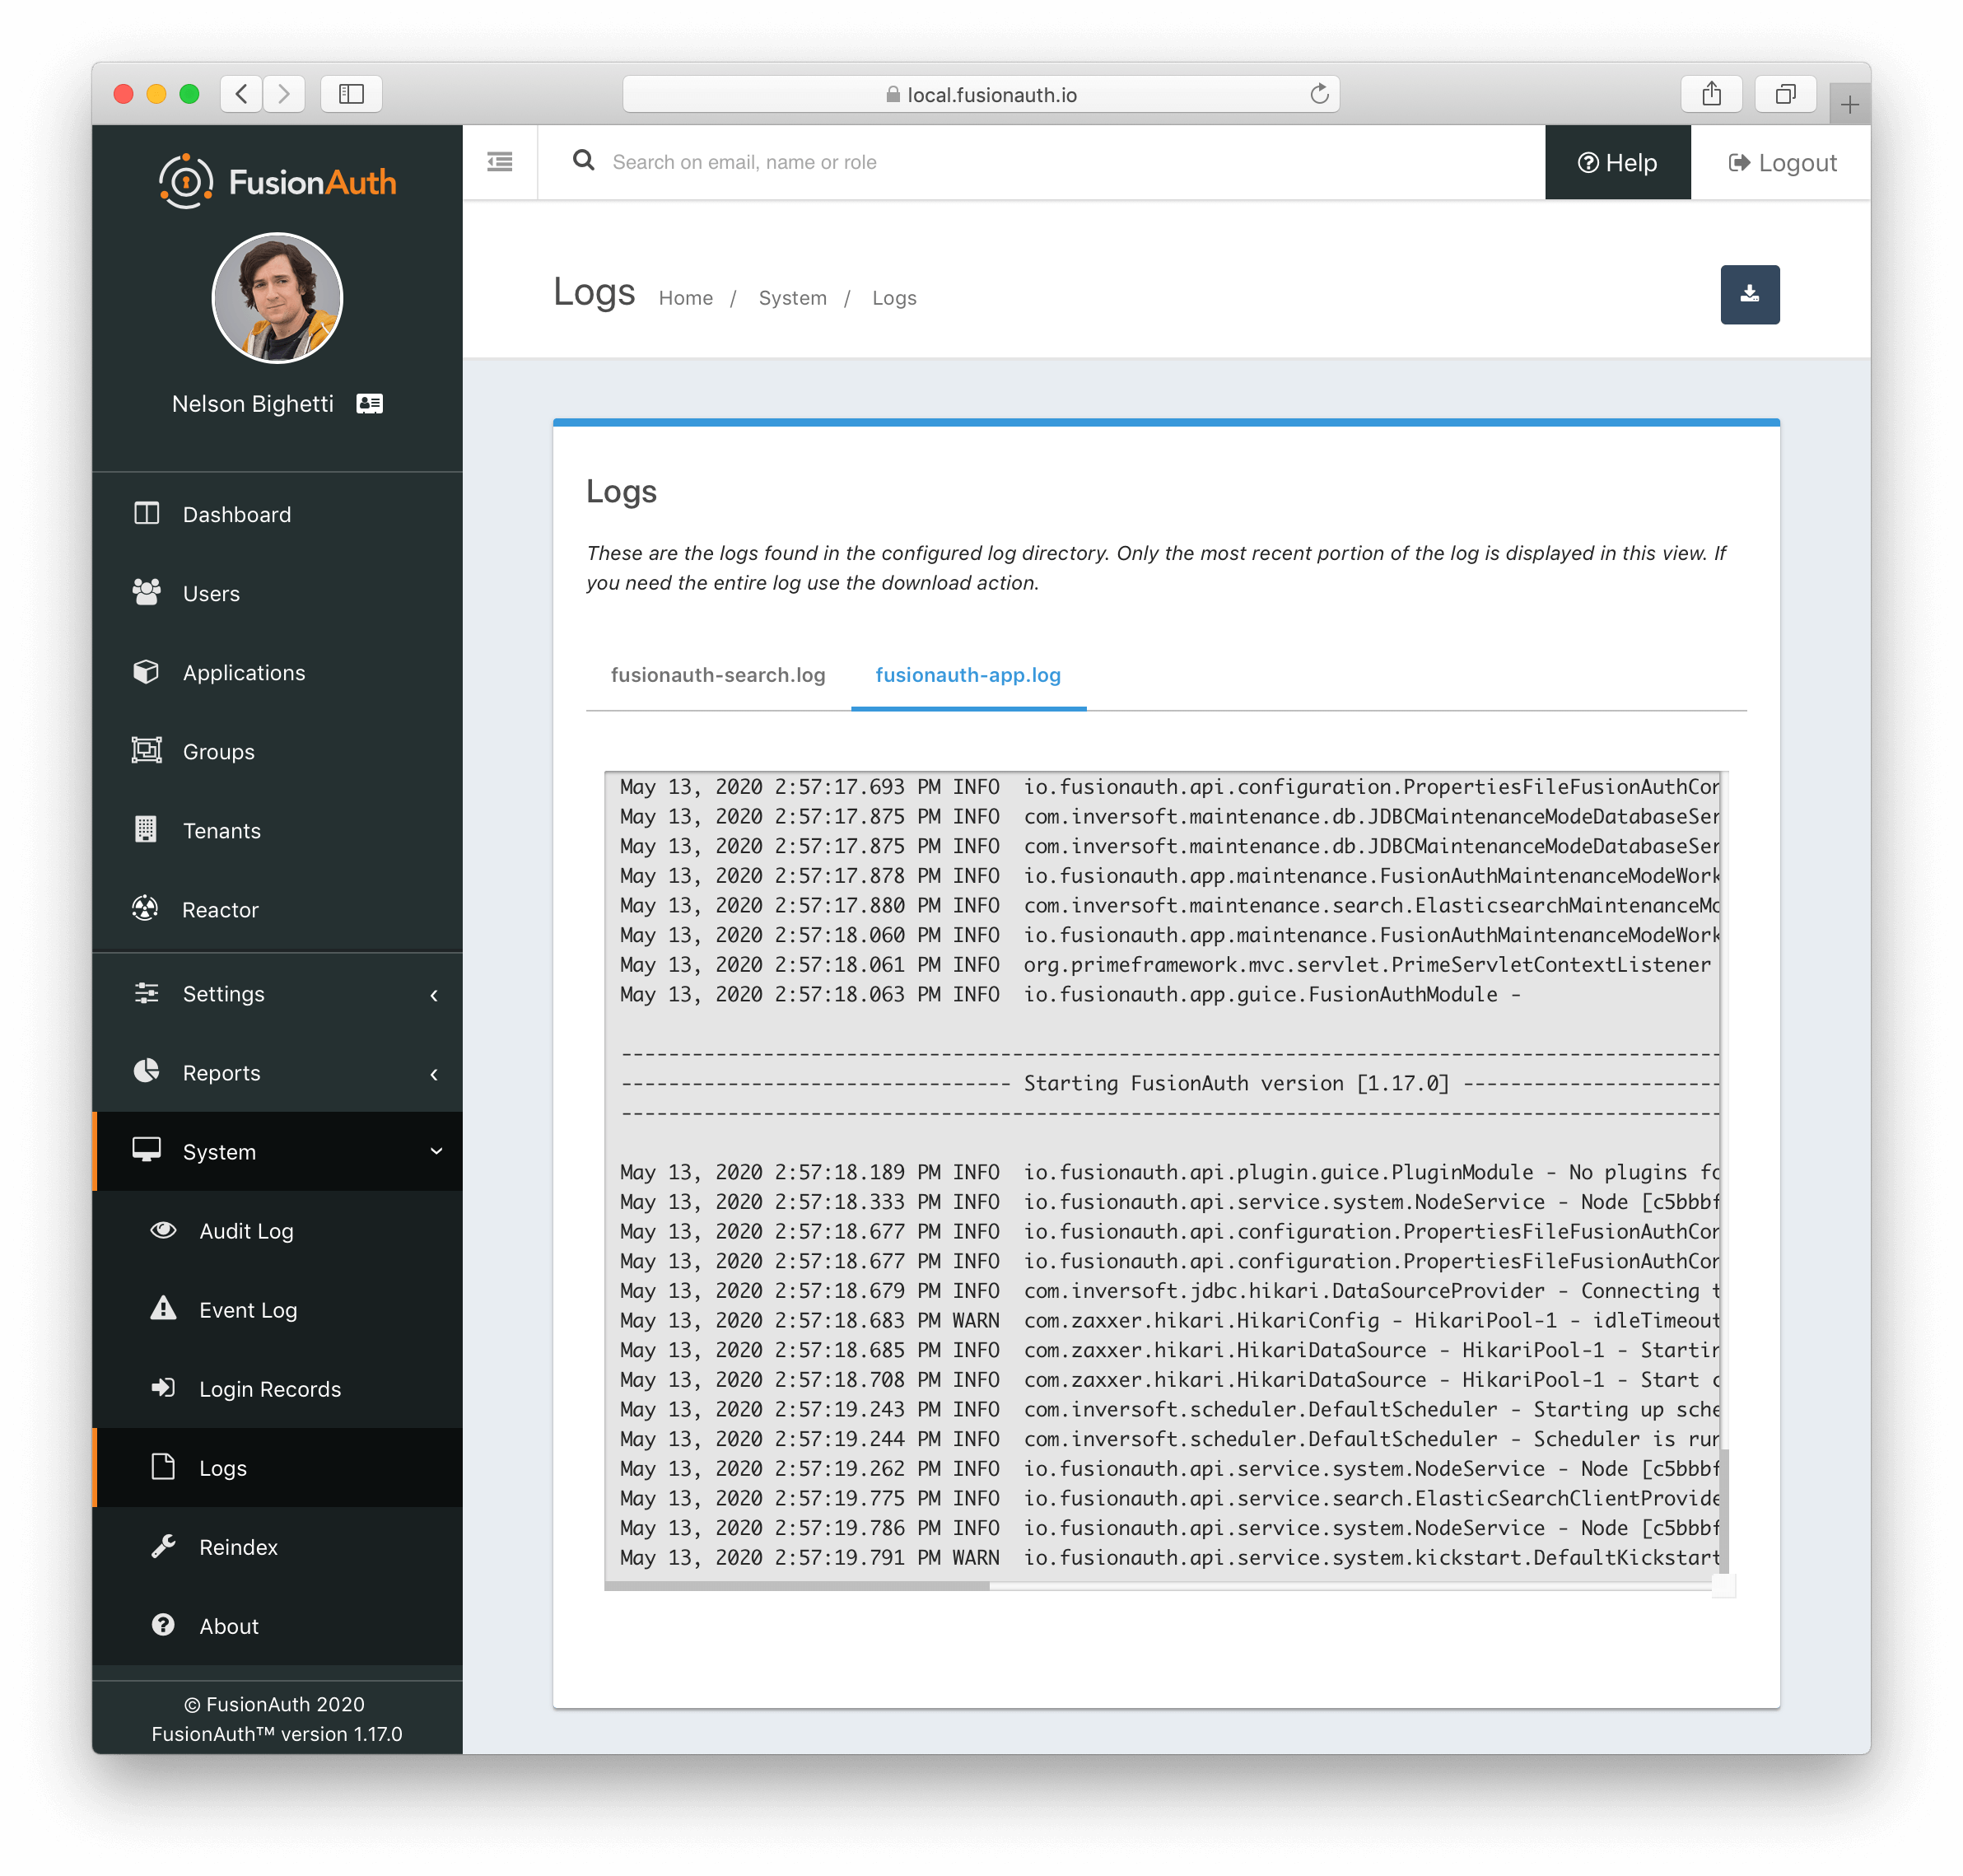 local.fusionauth.io
FusionAuth
Search on email, name or role
Help
Logout
Nelson Bighetti
Logs Home / System / Logs
Dashboard
Users
Applications
Groups
Tenants
Reactor
Settings
Reports
System
Audit Log
Event Log
Login Records
Logs
Reindex
About
© FusionAuth 2020
FusionAuth™ version 1.17.0
Logs
These are the logs found in the configured log directory. Only the most recent portion of the log is displayed in this view. If
you need the entire log use the download action.
fusionauth-search.log fusionauth-app.log
May 13, 2020 2:57:17.693 PM INFO io.fusionauth.api.configuration.PropertiesFileFusionAuthCor
May 13, 2020 2:57:17.875 PM INFO com.inversoft.maintenance.db.JDBCMaintenanceModeDatabaseSer
May 13, 2020 2:57:17.875 PM INFO com.inversoft.maintenance.db.JDBCMaintenanceModeDatabaseSer
May 13, 2020 2:57:17.878 PM INFO io.fusionauth.app.maintenance.FusionAuthMaintenanceModeWork
May 13, 2020 2:57:17.880 PM INFO com.inversoft.maintenance.search.ElasticsearchMaintenanceMo
May 13, 2020 2:57:18.060 PM INFO io.fusionauth.app.maintenance.FusionAuthMaintenanceModeWork
May 13, 2020 2:57:18.061 PM INFO org.primeframework.mvc.servlet.PrimeServletContextListener
May 13, 2020 2:57:18.063 PM INFO io.fusionauth.app.guice.FusionAuthModule -
--------------------------------------------------------------------------------------------
--------------------------------- Starting FusionAuth version [1.17.0] ----------------------
--------------------------------------------------------------------------------------------
May 13, 2020 2:57:18.189 PM INFO io.fusionauth.api.plugin.guice.PluginModule - No plugins fo
May 13, 2020 2:57:18.333 PM INFO io.fusionauth.api.service.system.NodeService - Node [c5bbbf
May 13, 2020 2:57:18.677 PM INFO io.fusionauth.api.configuration.PropertiesFileFusionAuthCor
May 13, 2020 2:57:18.677 PM INFO io.fusionauth.api.configuration.PropertiesFileFusionAuthCor
May 13, 2020 2:57:18.679 PM INFO com.inversoft.jdbc.hikari.DataSourceProvider - Connecting t
May 13, 2020 2:57:18.683 PM WARN com.zaxxer.hikari.HikariConfig - HikariPool-1 - idleTimeout
May 13, 2020 2:57:18.685 PM INFO com.zaxxer.hikari.HikariDataSource - HikariPool-1 - Startir
May 13, 2020 2:57:18.708 PM INFO com.zaxxer.hikari.HikariDataSource - HikariPool-1 - Start c
May 13, 2020 2:57:19.243 PM INFO com.inversoft.scheduler.DefaultScheduler - Starting up sche
May 13, 2020 2:57:19.244 PM INFO com.inversoft.scheduler.DefaultScheduler - Scheduler is rur
May 13, 2020 2:57:19.262 PM INFO io.fusionauth.api.service.system.NodeService - Node [c5bbbf
May 13, 2020 2:57:19.775 PM INFO io.fusionauth.api.service.search.ElasticSearchClientProvide
May 13, 2020 2:57:19.786 PM INFO io.fusionauth.api.service.system.NodeService - Node [c5bbbf
May 13, 2020 2:57:19.791 PM WARN io.fusionauth.api.service.system.kickstart.DefaultKickstart